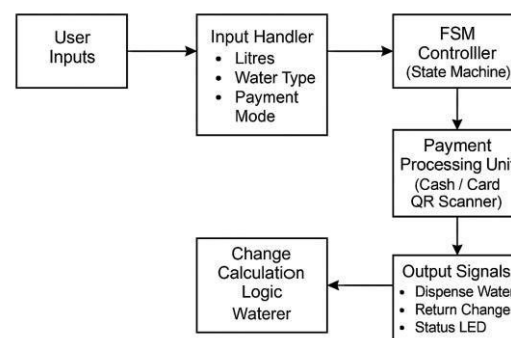 User
Inputs
Input Handler
• Litres
• Water Type
• Payment
Mode
FSM
Controlller
(State Machine)
Payment
Processing Unit
(Cash / Card
QR Scanner)
Output Signals
• Dispense Water
• Return Change
• Status LED
Change
Calculation
Logic
Waterer